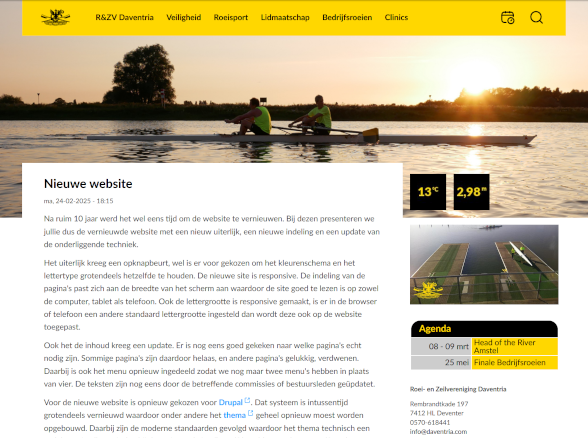 R&ZV Daventria Veiligheid Roeisport Lidmaatschap Bedrijfsroeien Clinics
Nieuwe website
ma, 24-02-2025 - 18:15
Na ruim 10 jaar werd het wel eens tijd om de website te vernieuwen. Bij dezen presenteren we
jullie dus de vernieuwde website met een nieuw uiterlijk, een nieuwe indeling en een update van
de onderliggende techniek.
Het uiterlijk kreeg een opknapbeurt, wel is er voor gekozen om het kleurenschema en het
lettertype grotendeels hetzelfde te houden. De nieuwe site is responsive. De indeling van de
pagina's past zich aan de breedte van het scherm aan waardoor de site goed te lezen is op zowel
de computer, tablet als telefoon. Ook de lettergrootte is responsive gemaakt, is er in de browser
of telefoon een andere standaard lettergrootte ingesteld dan wordt deze ook op de website
toegepast.
Ook het de inhoud kreeg een update. Er is nog eens goed gekeken naar welke pagina's echt
nodig zijn. Sommige pagina's zijn daardoor helaas, en andere pagina's gelukkig, verdwenen.
Daarbij is ook het menu opnieuw ingedeeld zodat we nog maar twee menu's hebben in plaats
van vier. De teksten zijn nog eens door de betreffende commissies of bestuursleden geüpdatet.
Voor de nieuwe website is opnieuw gekozen voor Drupal. Dat systeem is intussentijd
grotendeels vernieuwd waardoor onder andere het thema geheel opnieuw moest worden
opgebouwd. Daarbij zijn de moderne standaarden gevolgd waardoor het thema technisch een
13°C 2,98m
Agenda
08 - 09 mrt Head of the River
Amstel
25 mei Finale Bedrijfsroeien
Roei- en Zeilvereniging Daventria
Rembrandtkade 197
7412 HL Deventer
0570-618441
info@daventria.com